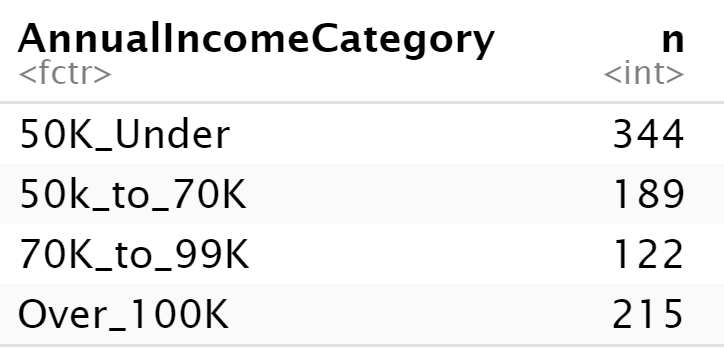 AnnualIncomeCategory n
<fctr> <int>
50K_Under 344
50k_to_70K 189
70K_to_99K 122
Over_100K 215